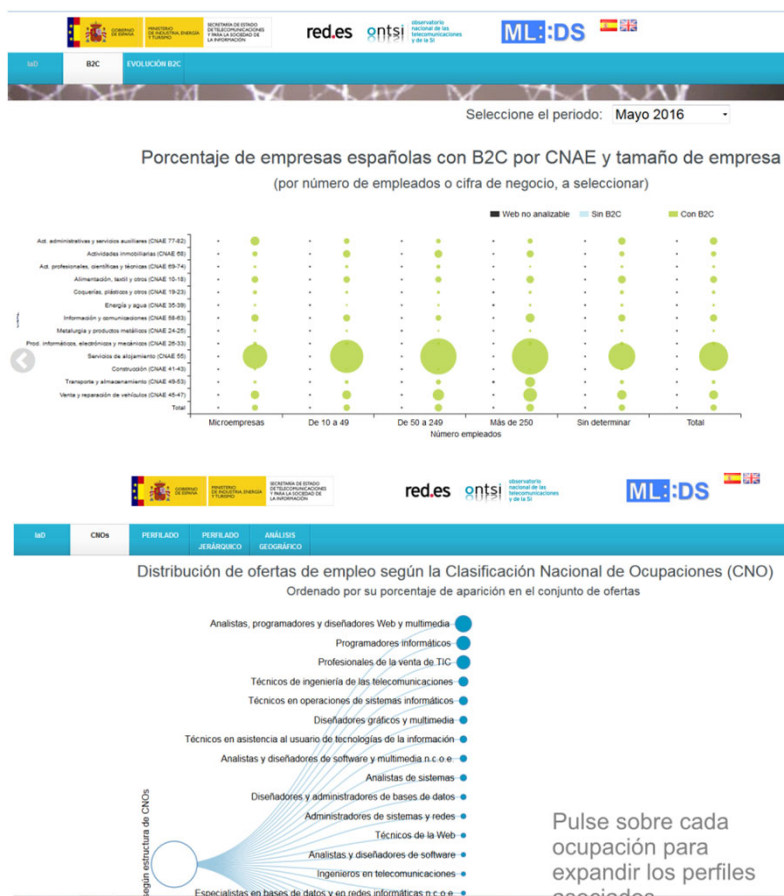 GOBIERNO
DE ESPAÑA
MINISTERIO
DE INDUSTRIA, ENERGÍA
Y TURISMO
SECRETARÍA DE ESTADO
DE TELECOMUNICACIONES
Y PARA LA SOCIEDAD DE
LA INFORMACIÓN
red.es
ontsi
observatorio
nacional de las
telecomunicaciones
y de la SI
ML::DS
IaD
B2C
EVOLUCIÓN B2C
Seleccione el periodo:
Mayo 2016
Porcentaje de empresas españolas con B2C por CNAE y tamaño de empresa
(por número de empleados o cifra de negocio, a seleccionar)
Web no analizable
Sin B2C
Con B2C
Act. administrativas y servicios auxiliares (CNAE 77-82)
Actividades inmobiliarias (CNAE 68)
Act. profesionales, científicas y técnicas (CNAE 69-74)
Alimentación, textil y otros (CNAE 10-18)
Coquerías, plásticos y otros (CNAE 19-23)
Energía y agua (CNAE 35-39)
Información y comunicaciones (CNAE 58-63)
Metalurgia y productos metálicos (CNAE 24-25)
Prod. informáticos, electrónicos y mecánicos (CNAE 26-33)
Servicios de alojamiento (CNAE 55)
Construcción (CNAE 41-43)
Transporte y almacenamiento (CNAE 49-53)
Venta y reparación de vehículos (CNAE 45-47)
Total
Microempresas
De 10 a 49
De 50 a 249
Más de 250
Sin determinar
Total
Número empleados
GOBIERNO
DE ESPAÑA
MINISTERIO
DE INDUSTRIA, ENERGÍA
Y TURISMO
SECRETARÍA DE ESTADO
DE TELECOMUNICACIONES
Y PARA LA SOCIEDAD DE
LA INFORMACIÓN
red.es
ontsi
observatorio
nacional de las
telecomunicaciones
y de la SI
ML::DS
IaD
CNOs
PERFILADO
PERFILADO
JERÁRQUICO
ANÁLISIS
GEOGRÁFICO
Distribución de ofertas de empleo según la Clasificación Nacional de Ocupaciones (CNO)
Ordenado por su porcentaje de aparición en el conjunto de ofertas
Analistas, programadores y diseñadores Web y multimedia
Programadores informáticos
Profesionales de la venta de TIC
Técnicos de ingeniería de las telecomunicaciones
Técnicos en operaciones de sistemas informáticos
Diseñadores gráficos y multimedia
Técnicos en asistencia al usuario de tecnologías de la información
Analistas y diseñadores de software y multimedia n.c.o.e.
Analistas de sistemas
Diseñadores y administradores de bases de datos
Administradores de sistemas y redes
Técnicos de la Web
Analistas y diseñadores de software
Ingenieros en telecomunicaciones
Especialistas en bases de datos y en redes informáticas n.c.o.e.
según estructura de CNOs
Pulse sobre cada
ocupación para
expandir los perfiles
asociados